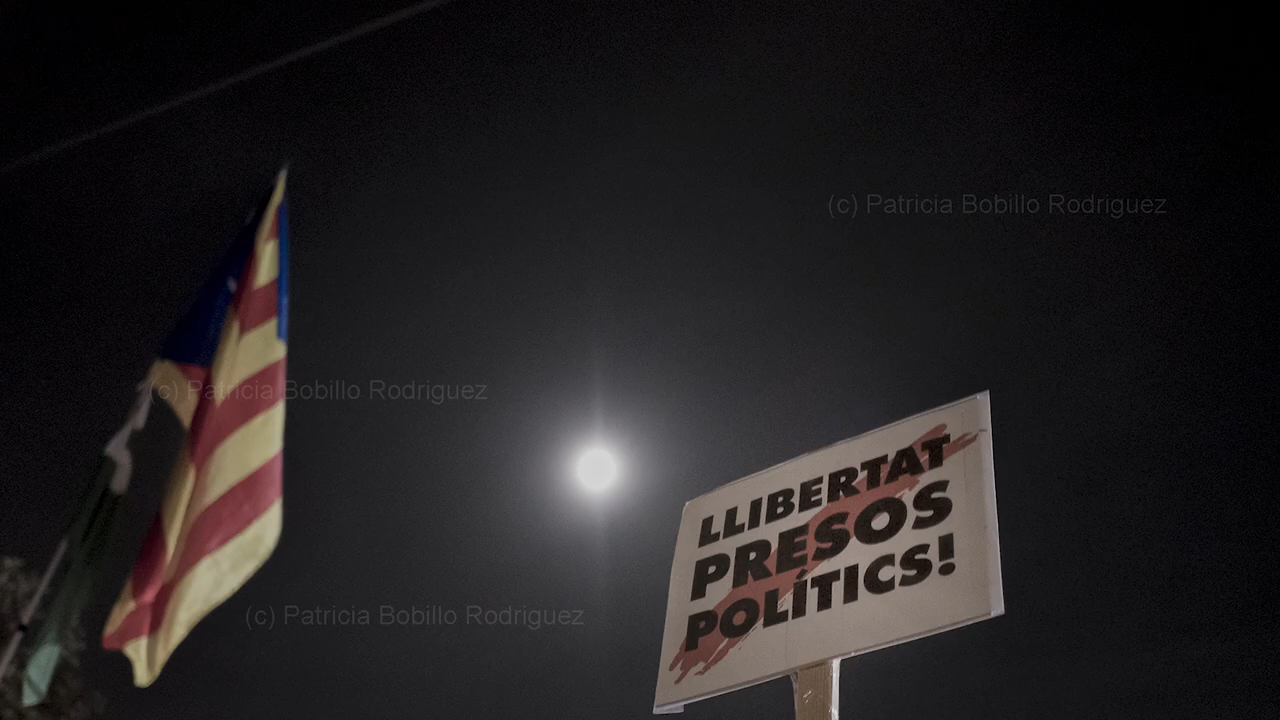 (c) Patricia Bobillo Rodriguez
(c) Patricia Bobillo Rodriguez
LLIBERTAT
PRESOS
POLÍTICS!
(c) Patricia Bobillo Rodriguez